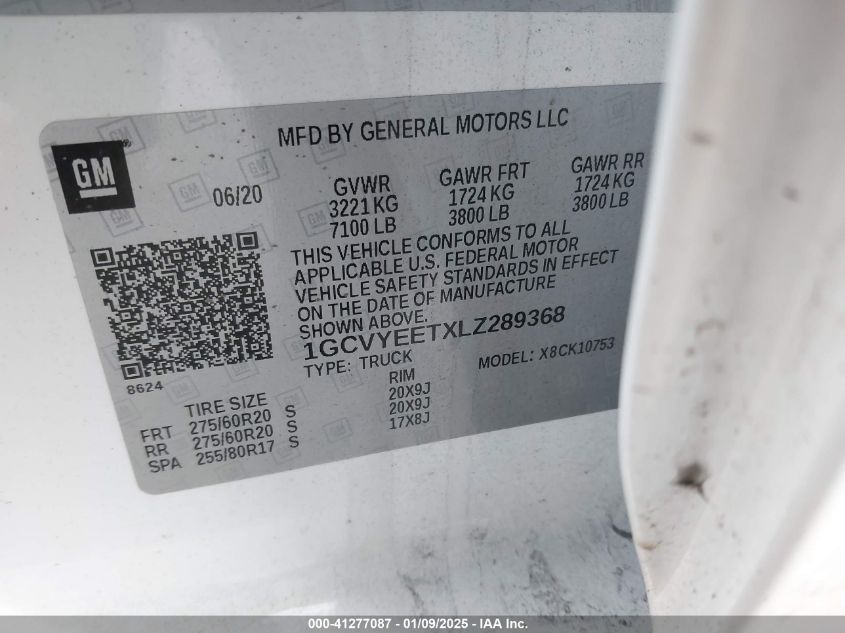 MFD BY GENERAL MOTORS LLC
GM
06/20
GVWR GAWR FRT GAWR RR
3221 KG 1724 KG 1724 KG
7100 LB 3800 LB 3800 LB
THIS VEHICLE CONFORMS TO ALL
APPLICABLE U.S. FEDERAL MOTOR
VEHICLE SAFETY STANDARDS IN EFFECT
ON THE DATE OF MANUFACTURE
SHOWN ABOVE.
1GCVYEETXLZ289368
TYPE: TRUCK MODEL: X8CK10753
8624
TIRE SIZE RIM
FRT 275/60R20 S 20X9J
RR 275/60R20 S 20X9J
SPA 255/80R17 S 17X8J
000-41277087 - 01/09/2025 - IAA Inc.